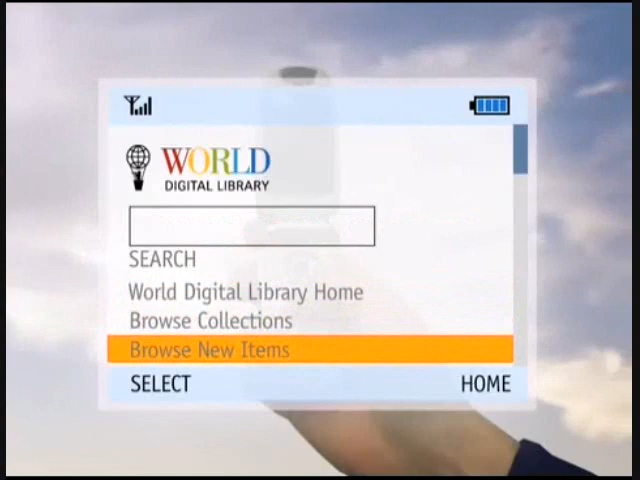 WORLD
DIGITAL LIBRARY
SEARCH
World Digital Library Home
Browse Collections
Browse New Items
SELECT HOME